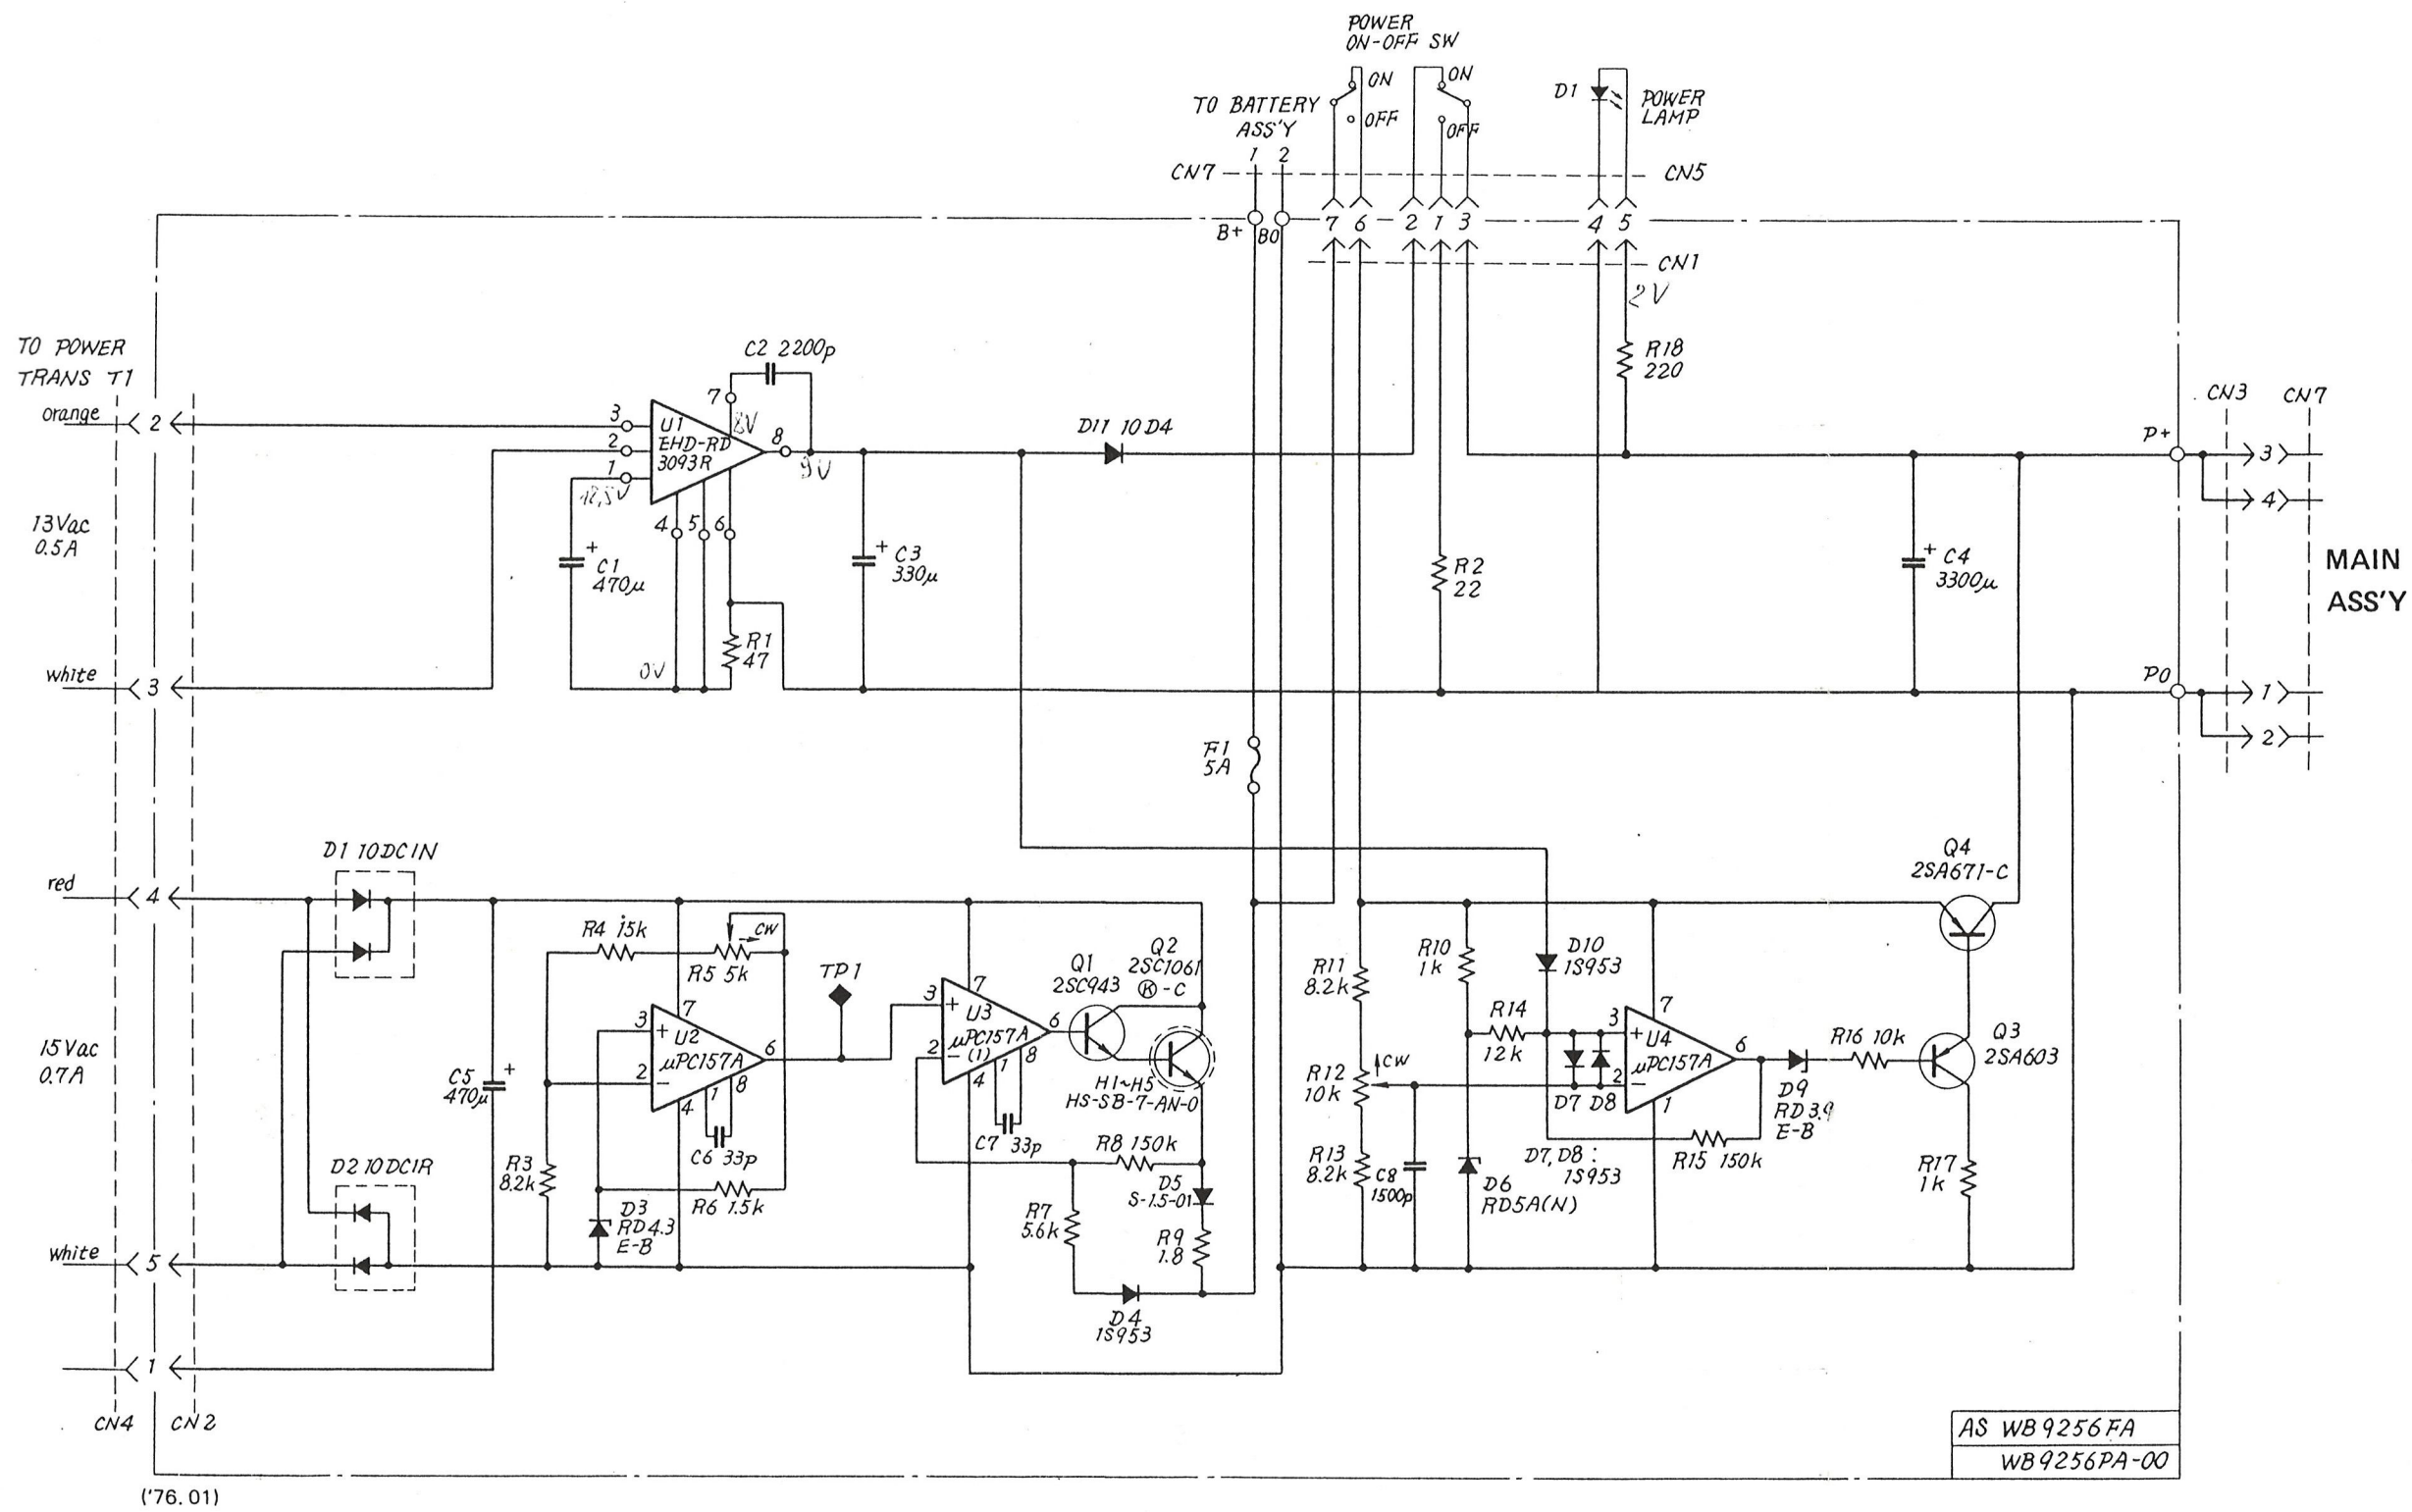 POWER
ON-OFF SW
ON
OFF
ON
OFF
D1
POWER
LAMP
TO BATTERY
ASS'Y
1 2
CN7
CN5
B+ B0
7 6 2 1 3 4 5
CN1
2V
R18
220
TO POWER
TRANS T1
orange
2
13Vac
0.5A
white
3
C2 2200p
7
8V
3
2
1
U1
EHD-RD
3093R
8
9V
12,5V
4 5 6
+
C1
470μ
0V
R1
47
+
C3
330μ
D11 10D4
R2
22
+
C4
3300μ
P+
P0
CN3
CN7
3
4
1
2
MAIN
ASS'Y
F1
5A
red
4
15Vac
0.7A
white
5
1
CN4
CN2
D1 10DC1N
D2 10DC1R
C5
470μ
+
R4 15k
R5 5k
CW
3
+
2
-
7
U2
μPC157A
6
4
1
8
C6 33p
R3
8.2k
D3
RD4.3
E-B
R6 1.5k
TP1
3
+
2
-
7
U3
μPC157A
(1)
6
4
1
8
C7 33p
Q1
2SC943
Q2
2SC1061
Ⓚ-C
H1~H5
HS-SB-7-AN-0
R8 150k
R7
5.6k
D5
S-1.5-01
R9
1.8
D4
1S953
R11
8.2k
R12
10k
CW
R13
8.2k
C8
1500p
R10
1k
R14
12k
D6
RD5A(N)
D10
1S953
D7 D8
D7, D8:
1S953
3
+
2
-
7
U4
μPC157A
6
1
R15 150k
D9
RD3.9
E-B
R16 10k
Q4
2SA671-C
Q3
2SA603
R17
1k
AS WB9256FA
WB9256PA-00
('76.01)